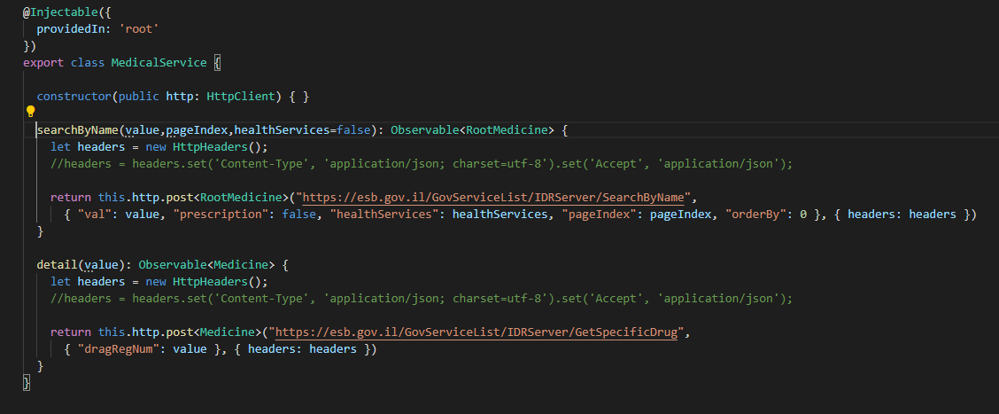 @Injectable({
  providedIn: 'root'
})
export class MedicalService {

  constructor(public http: HttpClient) { }

  searchByName(value,pageIndex,healthServices=false): Observable<RootMedicine> {
    let headers = new HttpHeaders();
    //headers = headers.set('Content-Type', 'application/json; charset=utf-8').set('Accept', 'application/json');

    return this.http.post<RootMedicine>("https://esb.gov.il/GovServiceList/IDRServer/SearchByName",
      { "val": value, "prescription": false, "healthServices": healthServices, "pageIndex": pageIndex, "orderBy": 0 }, { headers: headers })
  }

  detail(value): Observable<Medicine> {
    let headers = new HttpHeaders();
    //headers = headers.set('Content-Type', 'application/json; charset=utf-8').set('Accept', 'application/json');

    return this.http.post<Medicine>("https://esb.gov.il/GovServiceList/IDRServer/GetSpecificDrug",
      { "dragRegNum": value }, { headers: headers })
  }
}